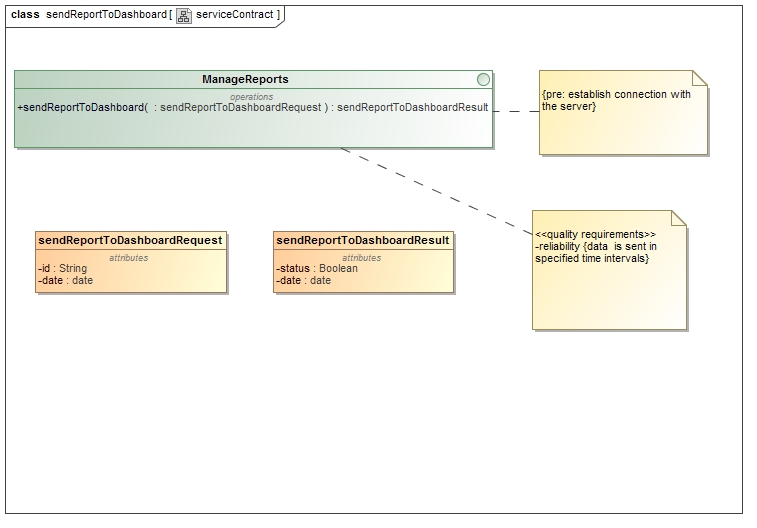 class sendReportToDashboard [ serviceContract ]
ManageReports
operations
+sendReportToDashboard( : sendReportToDashboardRequest ) : sendReportToDashboardResult
{pre: establish connection with
the server}
<<quality requirements>>
-reliability {data is sent in
specified time intervals}
sendReportToDashboardRequest
attributes
-id : String
-date : date
sendReportToDashboardResult
attributes
-status : Boolean
-date : date